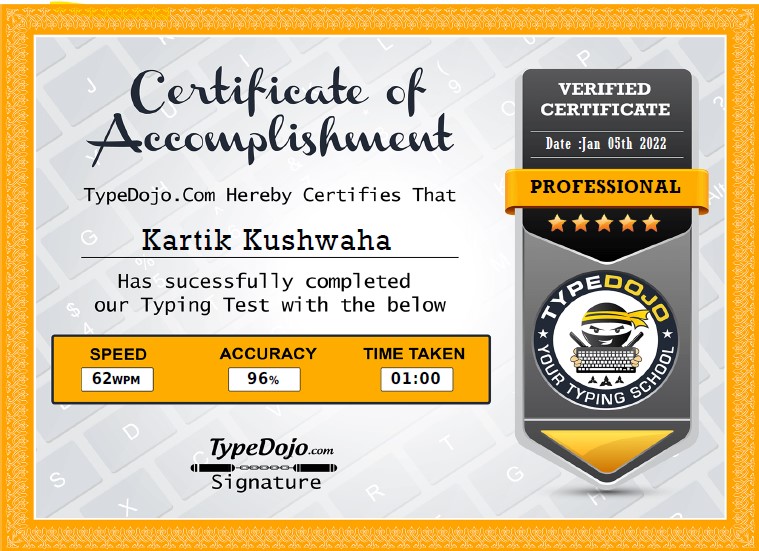 Certificate of
Accomplishment
TypeDojo.Com Hereby Certifies That
Kartik Kushwaha
Has sucessfully completed
our Typing Test with the below
SPEED ACCURACY TIME TAKEN
62WPM 96% 01:00
TypeDojo.com
Signature
VERIFIED
CERTIFICATE
Date :Jan 05th 2022
PROFESSIONAL
TYPEDOJO
YOUR TYPING SCHOOL